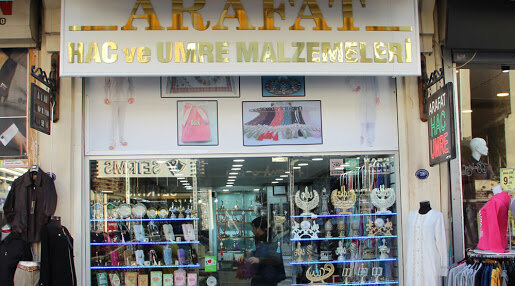 ARAFAT
HAC ve UMRE MALZEMELERİ
ARAFAT
HAC
UMRE